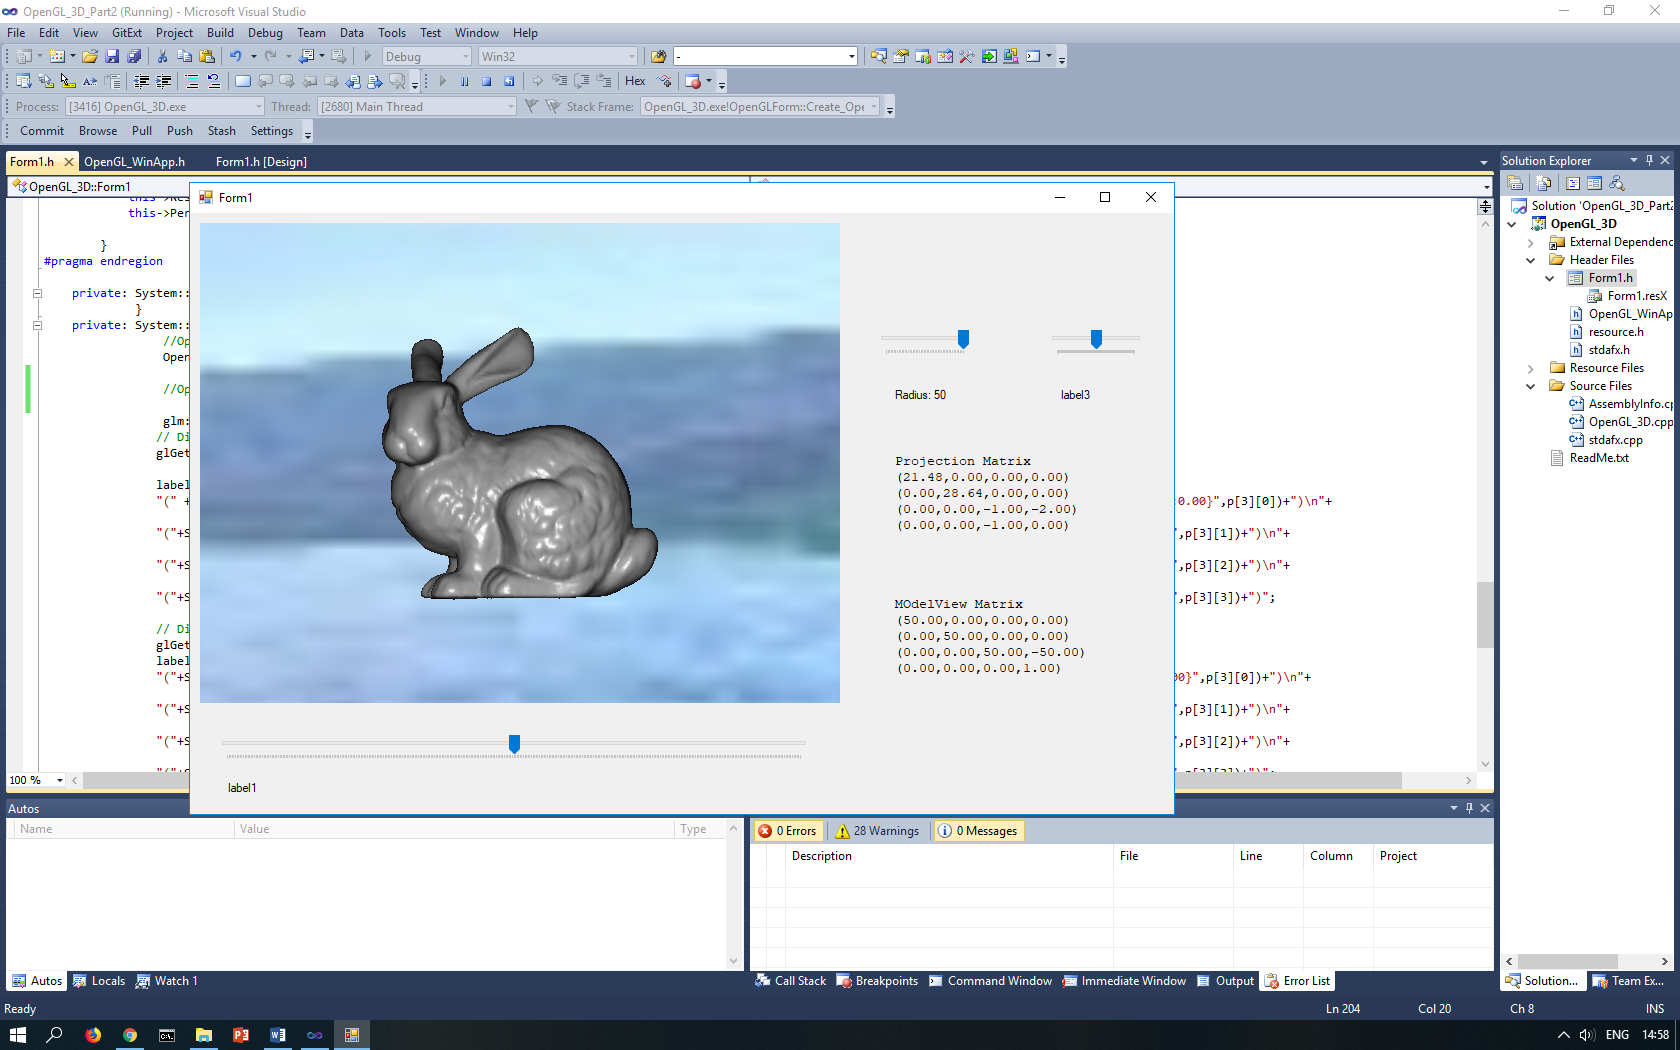 OpenGL_3D_Part2 (Running) - Microsoft Visual Studio
File Edit View GitExt Project Build Debug Team Data Tools Test Window Help
Debug Win32 -
Hex
Process: [3416] OpenGL_3D.exe Thread: [2680] Main Thread Stack Frame: OpenGL_3D.exe!OpenGLForm::Create_Ope
Commit Browse Pull Push Stash Settings
Form1.h OpenGL_WinApp.h Form1.h [Design]
OpenGL_3D::Form1
this->Res
this->Per
}
#pragma endregion
private: System::
}
private: System::
//Op
Open
//Op
glm:
// Di
glGet
label
"(" +
"("+S
"("+S
"("+S
// Di
glGet
label
"("+S
"("+S
"("+S
"("+S
:0.00}",p[3][0])+")\n"+
",p[3][1])+")\n"+
",p[3][2])+")\n"+
",p[3][3])+")";
00}",p[3][0])+")\n"+
",p[3][1])+")\n"+
",p[3][2])+")\n"+
",p[3][3])+")";
100 %
Form1
Radius: 50
label3
Projection Matrix
(21.48,0.00,0.00,0.00)
(0.00,28.64,0.00,0.00)
(0.00,0.00,-1.00,-2.00)
(0.00,0.00,-1.00,0.00)
MOdelView Matrix
(50.00,0.00,0.00,0.00)
(0.00,50.00,0.00,0.00)
(0.00,0.00,50.00,-50.00)
(0.00,0.00,0.00,1.00)
label1
Solution Explorer
Solution 'OpenGL_3D_Part2
OpenGL_3D
External Dependenc
Header Files
Form1.h
Form1.resX
OpenGL_WinAp
resource.h
stdafx.h
Resource Files
Source Files
AssemblyInfo.cp
OpenGL_3D.cpp
stdafx.cpp
ReadMe.txt
Autos
Name Value Type
0 Errors 28 Warnings 0 Messages
Description File Line Column Project
Autos Locals Watch 1
Call Stack Breakpoints Command Window Immediate Window Output Error List
Solution... Team Ex...
Ready Ln 204 Col 20 Ch 8 INS
ENG 14:58